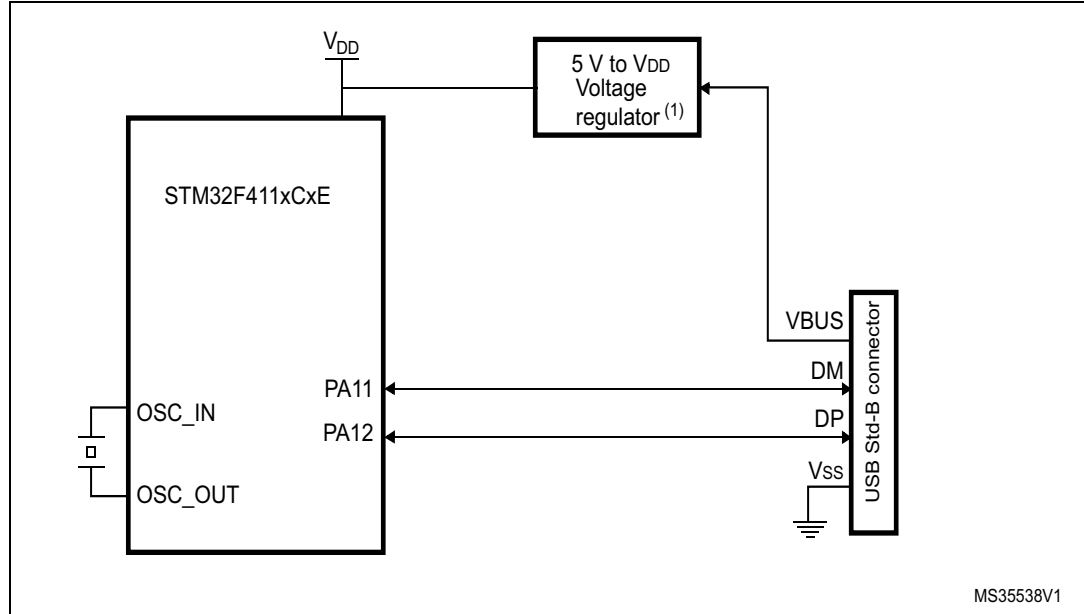 VDD
5 V to VDD
Voltage
regulator (1)
STM32F411xCxE
VBUS
DM
PA11
OSC_IN
DP
PA12
VSS
OSC_OUT
USB Std-B connector
MS35538V1